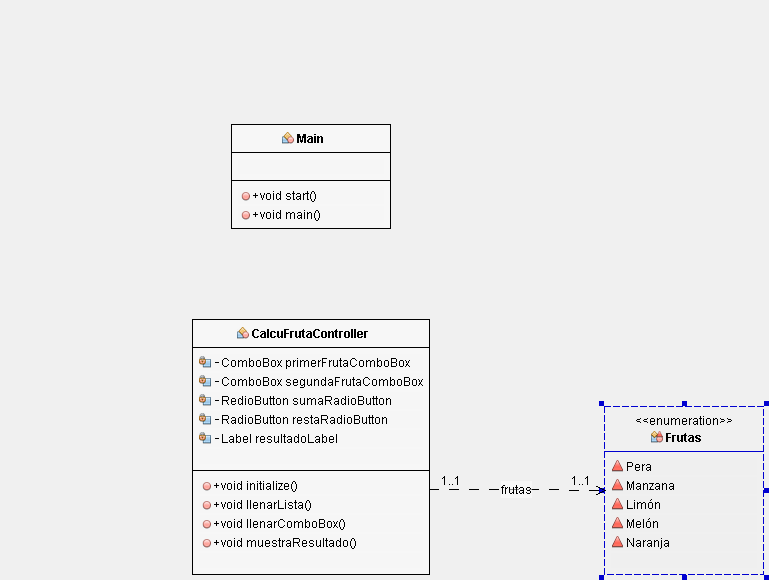 Main
+void start()
+void main()
CalcuFrutaController
-ComboBox primerFrutaComboBox
-ComboBox segundaFrutaComboBox
-RedioButton sumaRadioButton
-RadioButton restaRadioButton
-Label resultadoLabel
+void initialize()
+void llenarLista()
+void llenarComboBox()
+void muestraResultado()
1..1
frutas
1..1
<<enumeration>>
Frutas
Pera
Manzana
Limón
Melón
Naranja